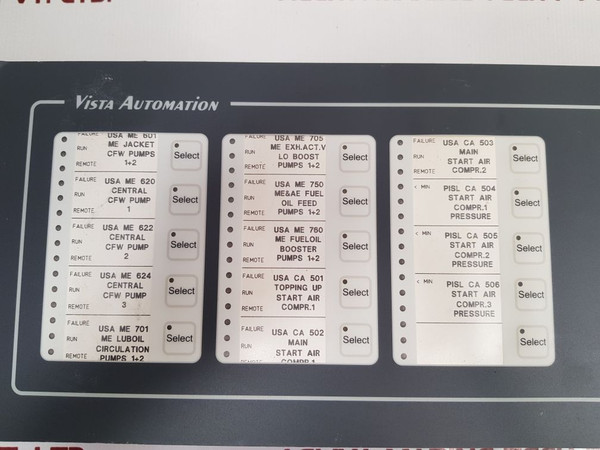 VISTA AUTOMATION
FAILURE
RUN
REMOTE
USA ME 601
ME JACKET
CFW PUMPS
1+2
Select
FAILURE
RUN
REMOTE
USA ME 620
CENTRAL
CFW PUMP
1
Select
FAILURE
RUN
REMOTE
USA ME 622
CENTRAL
CFW PUMP
2
Select
FAILURE
RUN
REMOTE
USA ME 624
CENTRAL
CFW PUMP
3
Select
FAILURE
RUN
REMOTE
USA ME 701
ME LUBOIL
CIRCULATION
PUMPS 1+2
Select
FAILURE
RUN
REMOTE
USA ME 705
ME EXH.ACT.V
LO BOOST
PUMPS 1+2
Select
FAILURE
RUN
REMOTE
USA ME 750
ME&AE FUEL
OIL FEED
PUMPS 1+2
Select
FAILURE
RUN
REMOTE
USA ME 760
ME FUELOIL
BOOSTER
PUMPS 1+2
Select
FAILURE
RUN
REMOTE
USA CA 501
TOPPING UP
START AIR
COMPR.1
Select
FAILURE
RUN
REMOTE
USA CA 502
MAIN
START AIR
COMPR.1
Select
FAILURE
RUN
REMOTE
USA CA 503
MAIN
START AIR
COMPR.2
Select
< MIN
PISL CA 504
START AIR
COMPR.1
PRESSURE
Select
< MIN
PISL CA 505
START AIR
COMPR.2
PRESSURE
Select
< MIN
PISL CA 506
START AIR
COMPR.3
PRESSURE
Select
Select